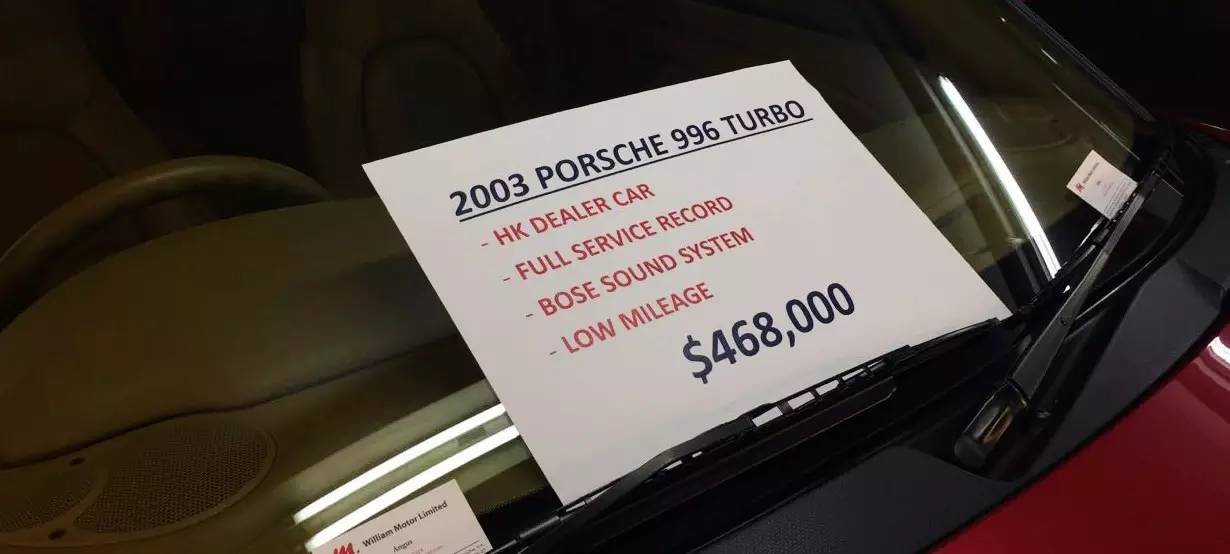 2003 PORSCHE 996 TURBO
- HK DEALER CAR
- FULL SERVICE RECORD
- BOSE SOUND SYSTEM
- LOW MILEAGE
$468,000
William Motor Limited
Angus